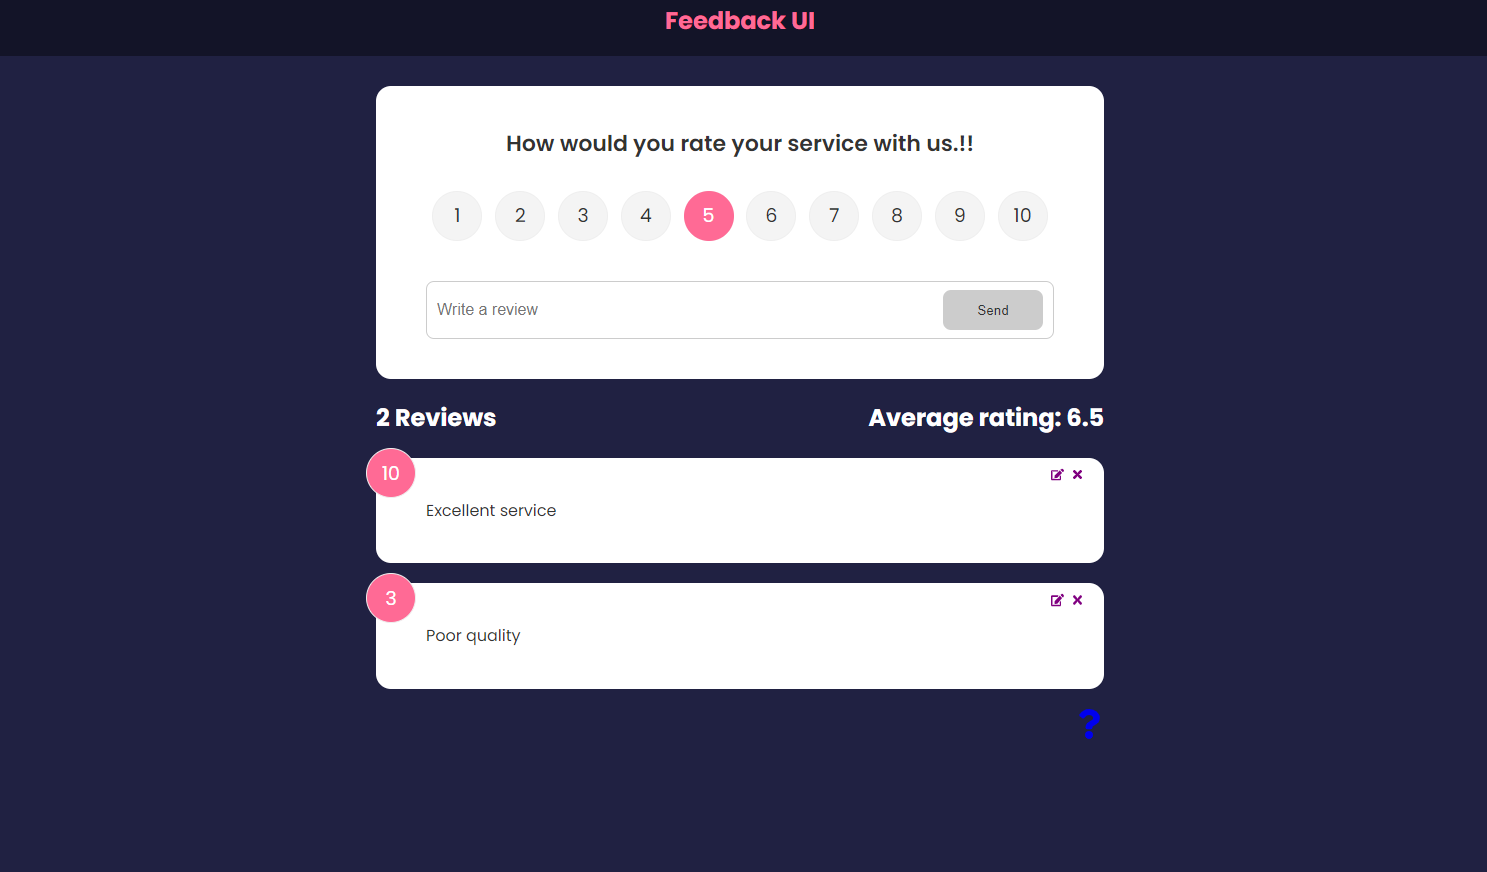 Feedback UI
How would you rate your service with us.!!
1 2 3 4 5 6 7 8 9 10
Write a review Send
2 Reviews Average rating: 6.5
10
Excellent service
3
Poor quality
?